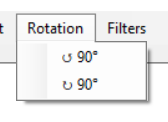 t Rotation Filters
↺ 90°
↻ 90°